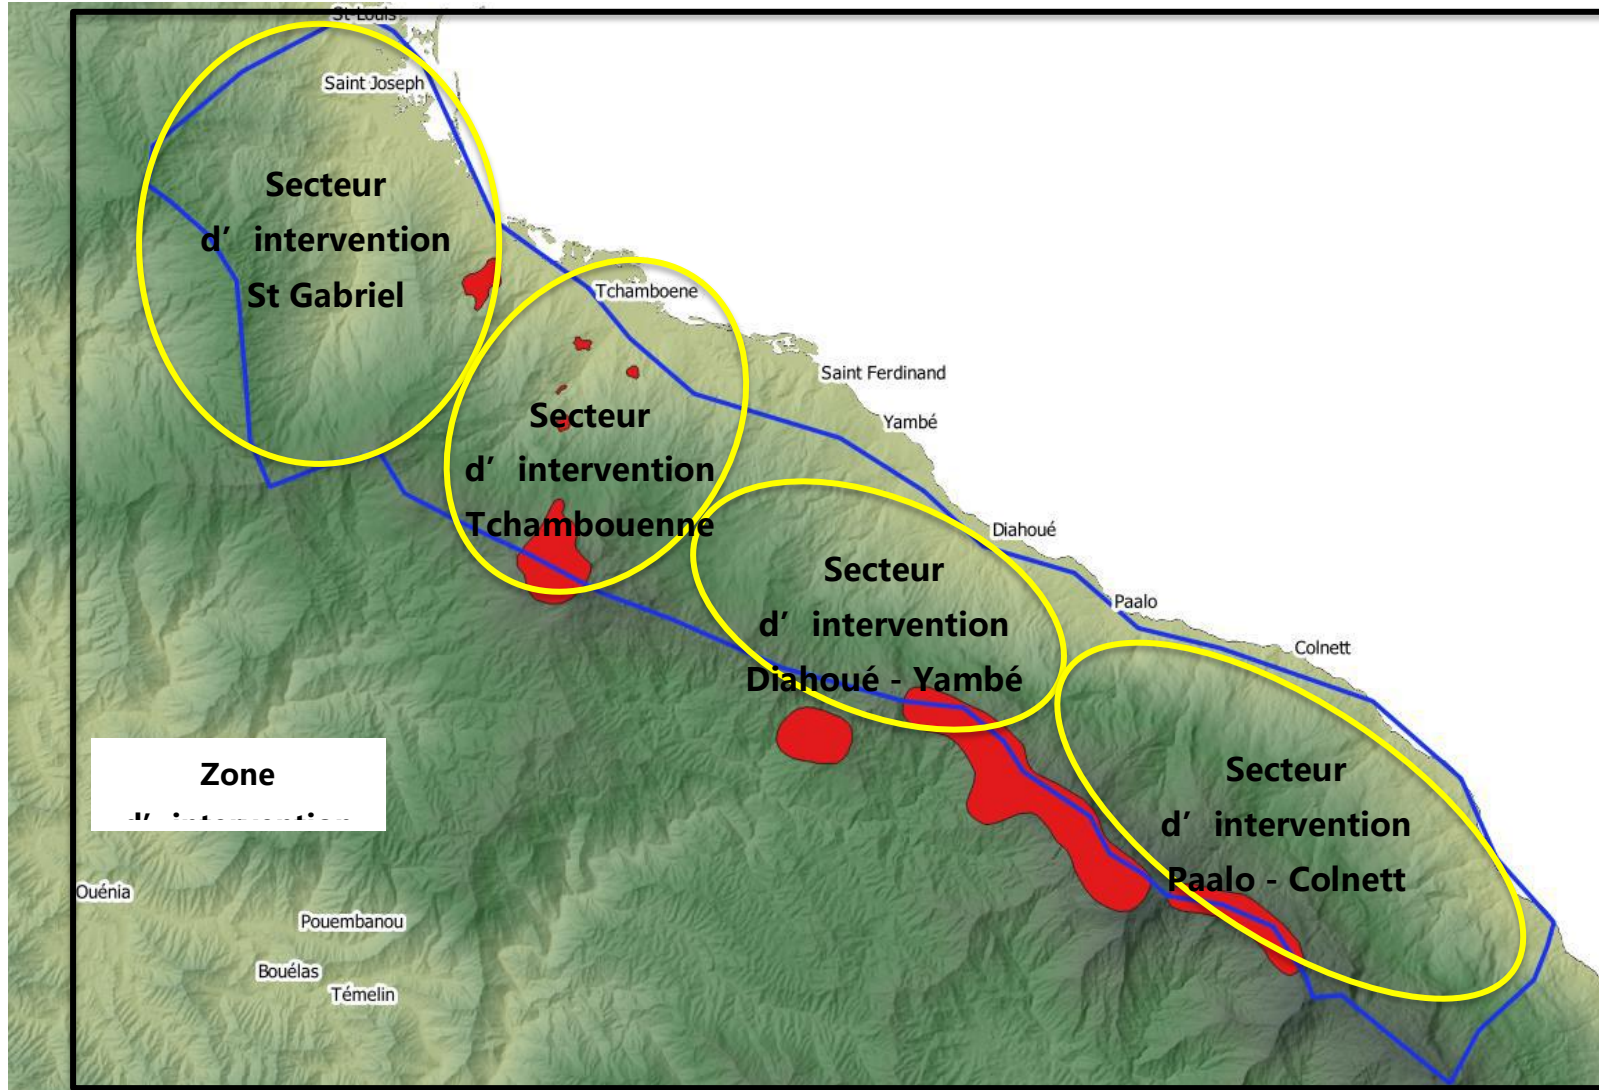 St Louis
Saint Joseph
Secteur
d’ intervention
St Gabriel
Tchamboene
Saint Ferdinand
Yambé
Secteur
d’ intervention
Tchambouenne
Diahoué
Secteur
d’ intervention
Diahoué - Yambé
Paalo
Colnett
Secteur
d’ intervention
Paalo - Colnett
Zone
d’ intervention
Ouénia
Pouembanou
Bouélas
Témelin